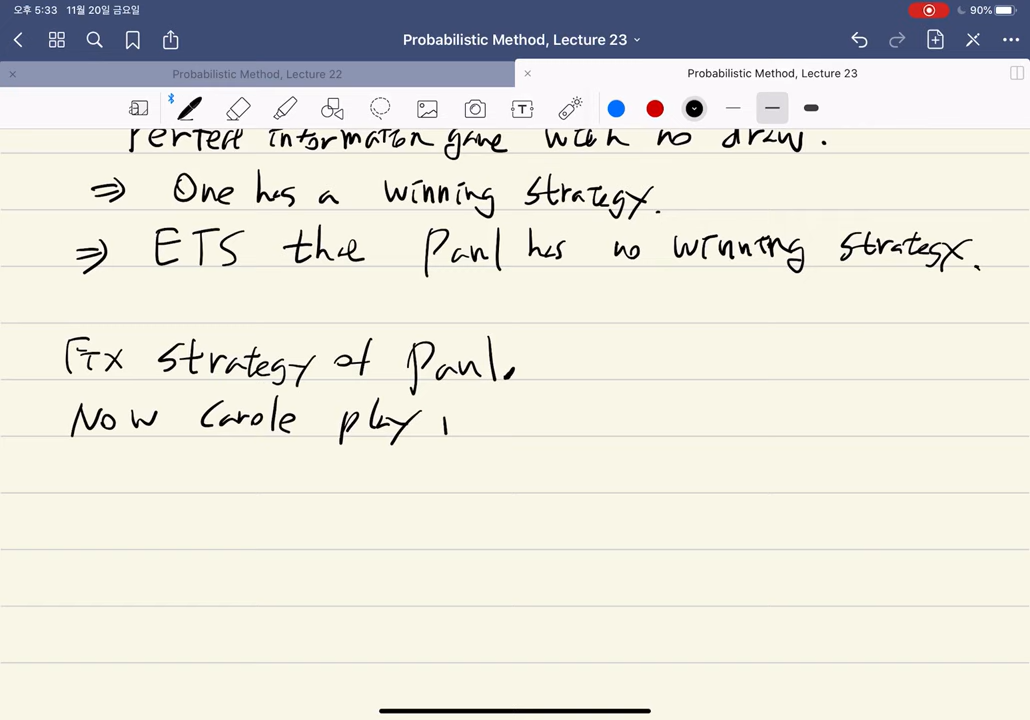 오후 5:33 11월 20일 금요일 90%
Probabilistic Method, Lecture 23
Probabilistic Method, Lecture 22
Probabilistic Method, Lecture 23
Perfect information game with no draw.
⇒ One has a winning strategy.
⇒ ETS the Paul has no winning strategy.
Fix strategy of Paul.
Now Carole play